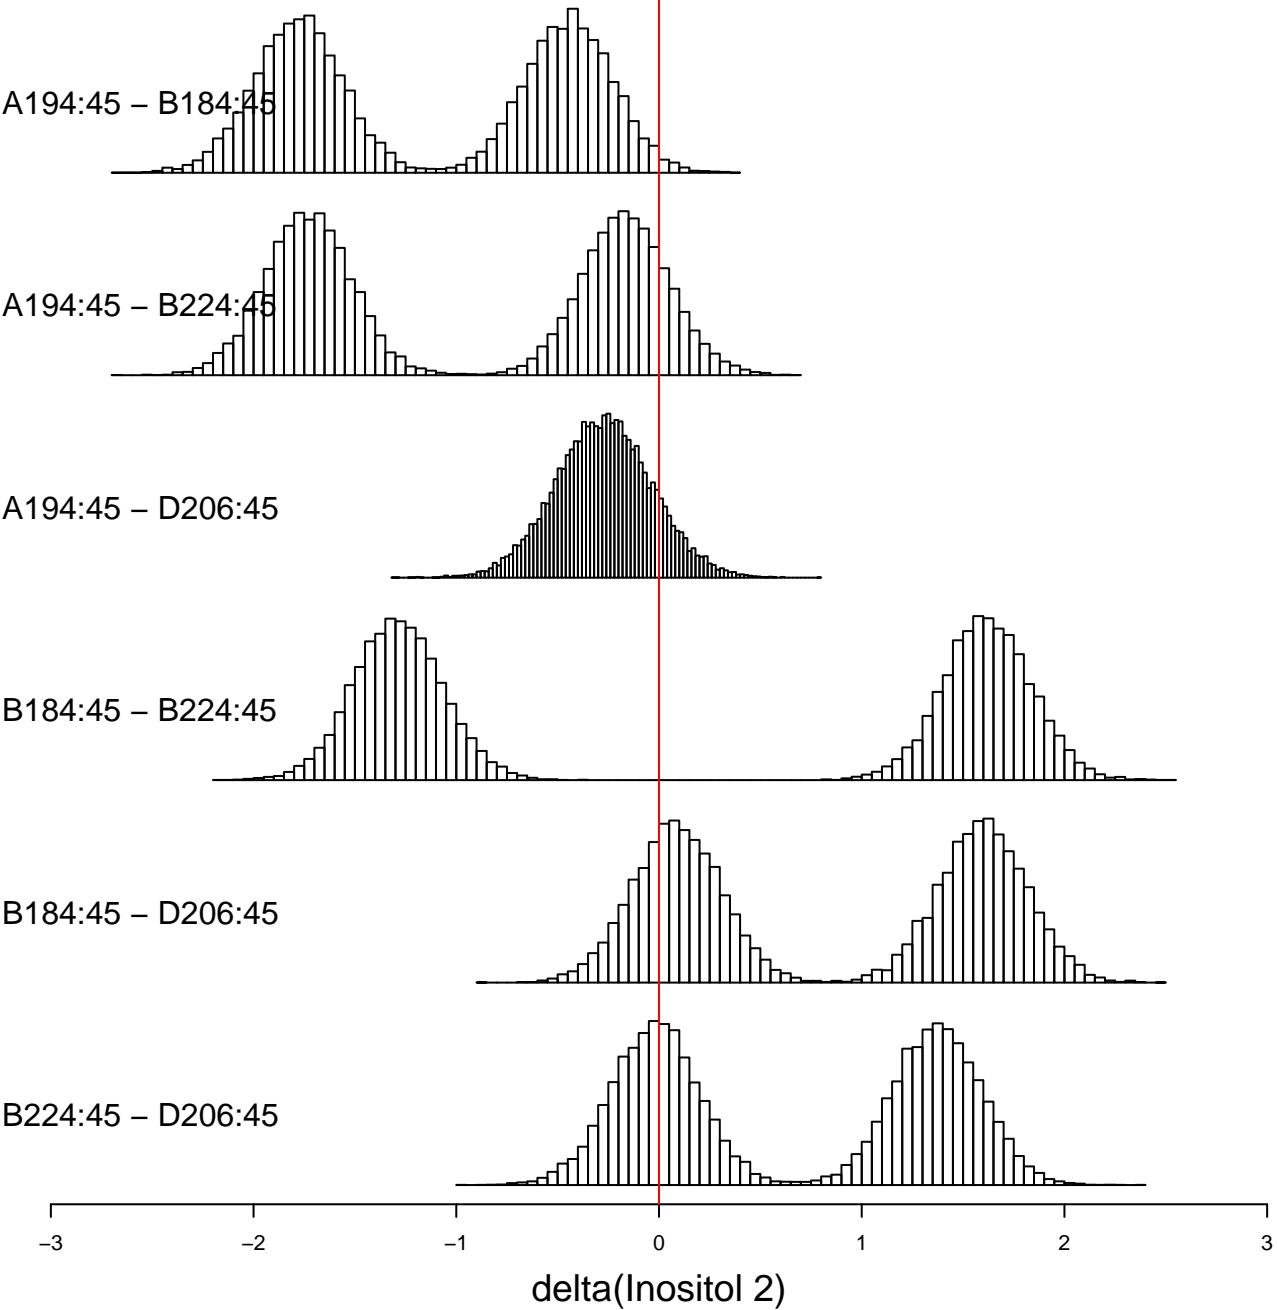 A194:45 – B184:45
A194:45 – B224:45
A194:45 – D206:45
B184:45 – B224:45
B184:45 – D206:45
B224:45 – D206:45
–3 –2 –1 0 1 2 3
delta(Inositol 2)